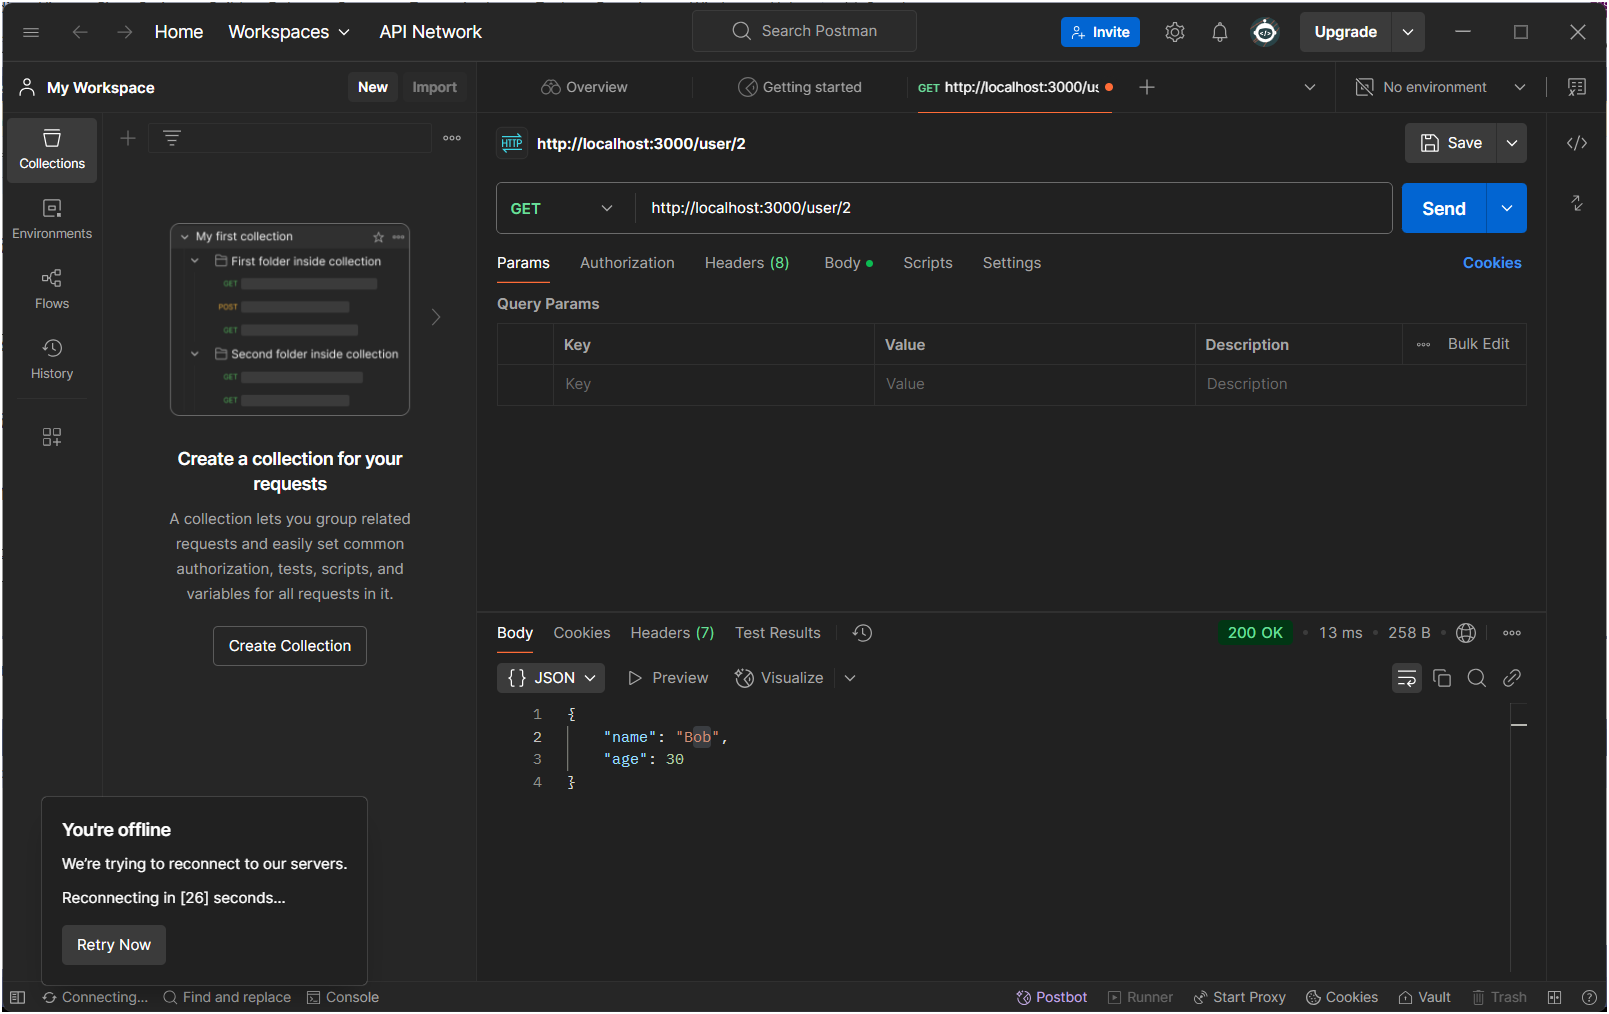 Home Workspaces API Network Search Postman Invite Upgrade
My Workspace New Import Overview Getting started GET http://localhost:3000/us No environment
Collections
Environments
Flows
History
My first collection
First folder inside collection
GET
POST
GET
Second folder inside collection
GET
GET
Create a collection for your
requests
A collection lets you group related
requests and easily set common
authorization, tests, scripts, and
variables for all requests in it.
Create Collection
HTTP http://localhost:3000/user/2 Save
GET http://localhost:3000/user/2 Send
Params Authorization Headers (8) Body Scripts Settings Cookies
Query Params
Key Value Description Bulk Edit
Key Value Description
Body Cookies Headers (7) Test Results 200 OK 13 ms 258 B
{} JSON Preview Visualize
1 {
2 "name": "Bob",
3 "age": 30
4 }
You're offline
We're trying to reconnect to our servers.
Reconnecting in [26] seconds...
Retry Now
Connecting... Find and replace Console Postbot Runner Start Proxy Cookies Vault Trash